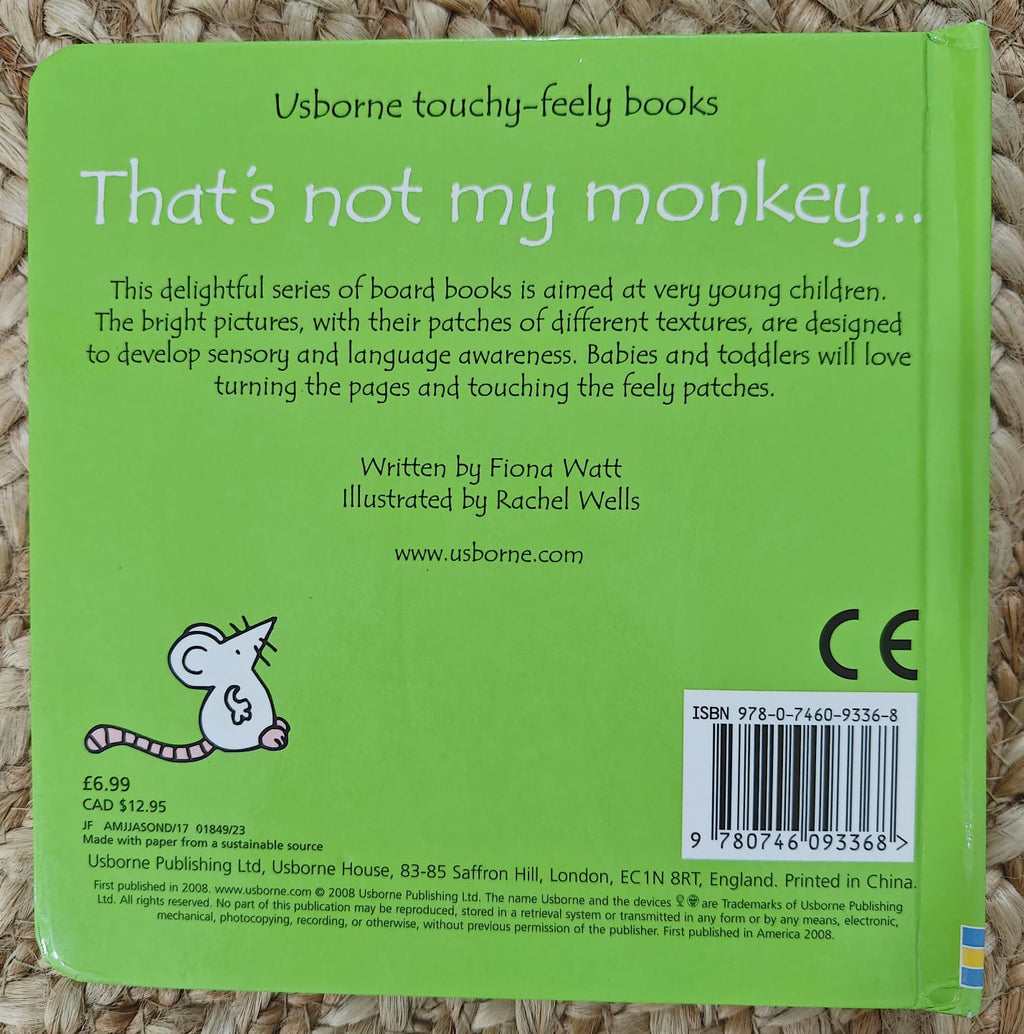 Usborne touchy-feely books
That's not my monkey...
This delightful series of board books is aimed at very young children.
The bright pictures, with their patches of different textures, are designed
to develop sensory and language awareness. Babies and toddlers will love
turning the pages and touching the feely patches.
Written by Fiona Watt
Illustrated by Rachel Wells
www.usborne.com
CE
ISBN 978-0-7460-9336-8
9 780746 093368 >
£6.99
CAD $12.95
JF AMJJASOND/17 01849/23
Made with paper from a sustainable source
Usborne Publishing Ltd, Usborne House, 83-85 Saffron Hill, London, EC1N 8RT, England. Printed in China.
First published in 2008. www.usborne.com © 2008 Usborne Publishing Ltd. The name Usborne and the devices are Trademarks of Usborne Publishing
Ltd. All rights reserved. No part of this publication may be reproduced, stored in a retrieval system or transmitted in any form or by any means, electronic,
mechanical, photocopying, recording, or otherwise, without previous permission of the publisher. First published in America 2008.